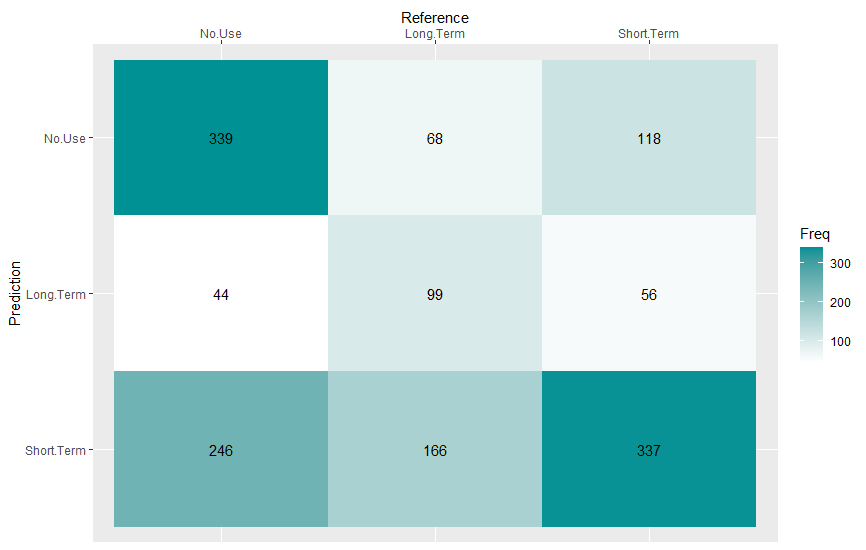 Reference
No.Use Long.Term Short.Term
No.Use 339 68 118
Prediction
Long.Term 44 99 56
Short.Term 246 166 337
Freq
300
200
100